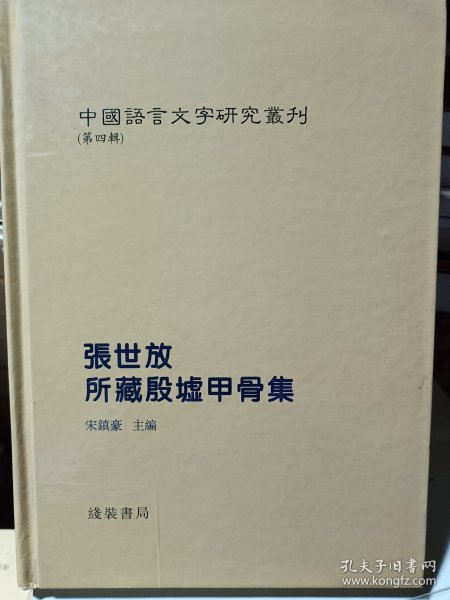 中國語言文字研究叢刋
(第四輯)
張世放
所藏殷墟甲骨集
宋鎮豪 主編
綫裝書局
孔夫子旧书网
www.kongfz.com